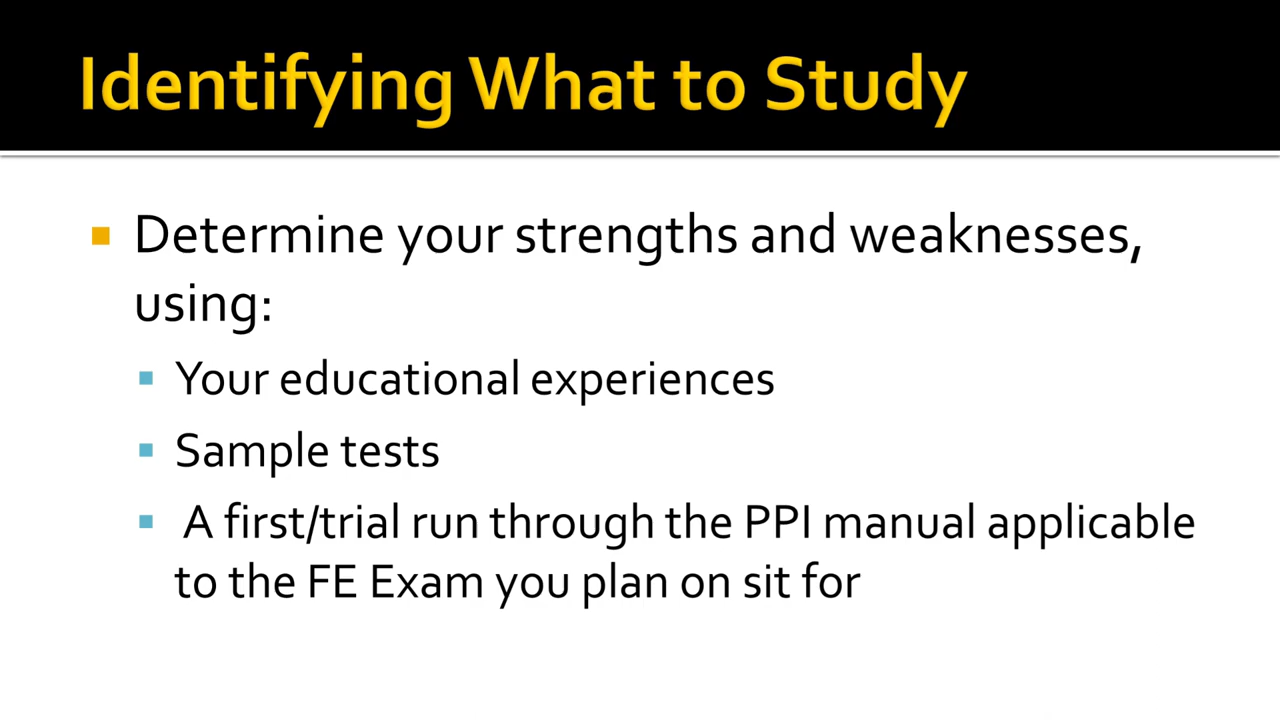 Identifying What to Study
Determine your strengths and weaknesses,
using:
Your educational experiences
Sample tests
A first/trial run through the PPI manual applicable
to the FE Exam you plan on sit for